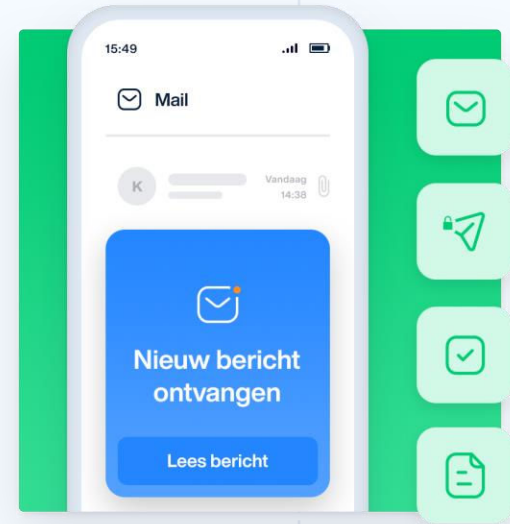 15:49
Mail
K
Vandaag
14:38
Nieuw bericht
ontvangen
Lees bericht